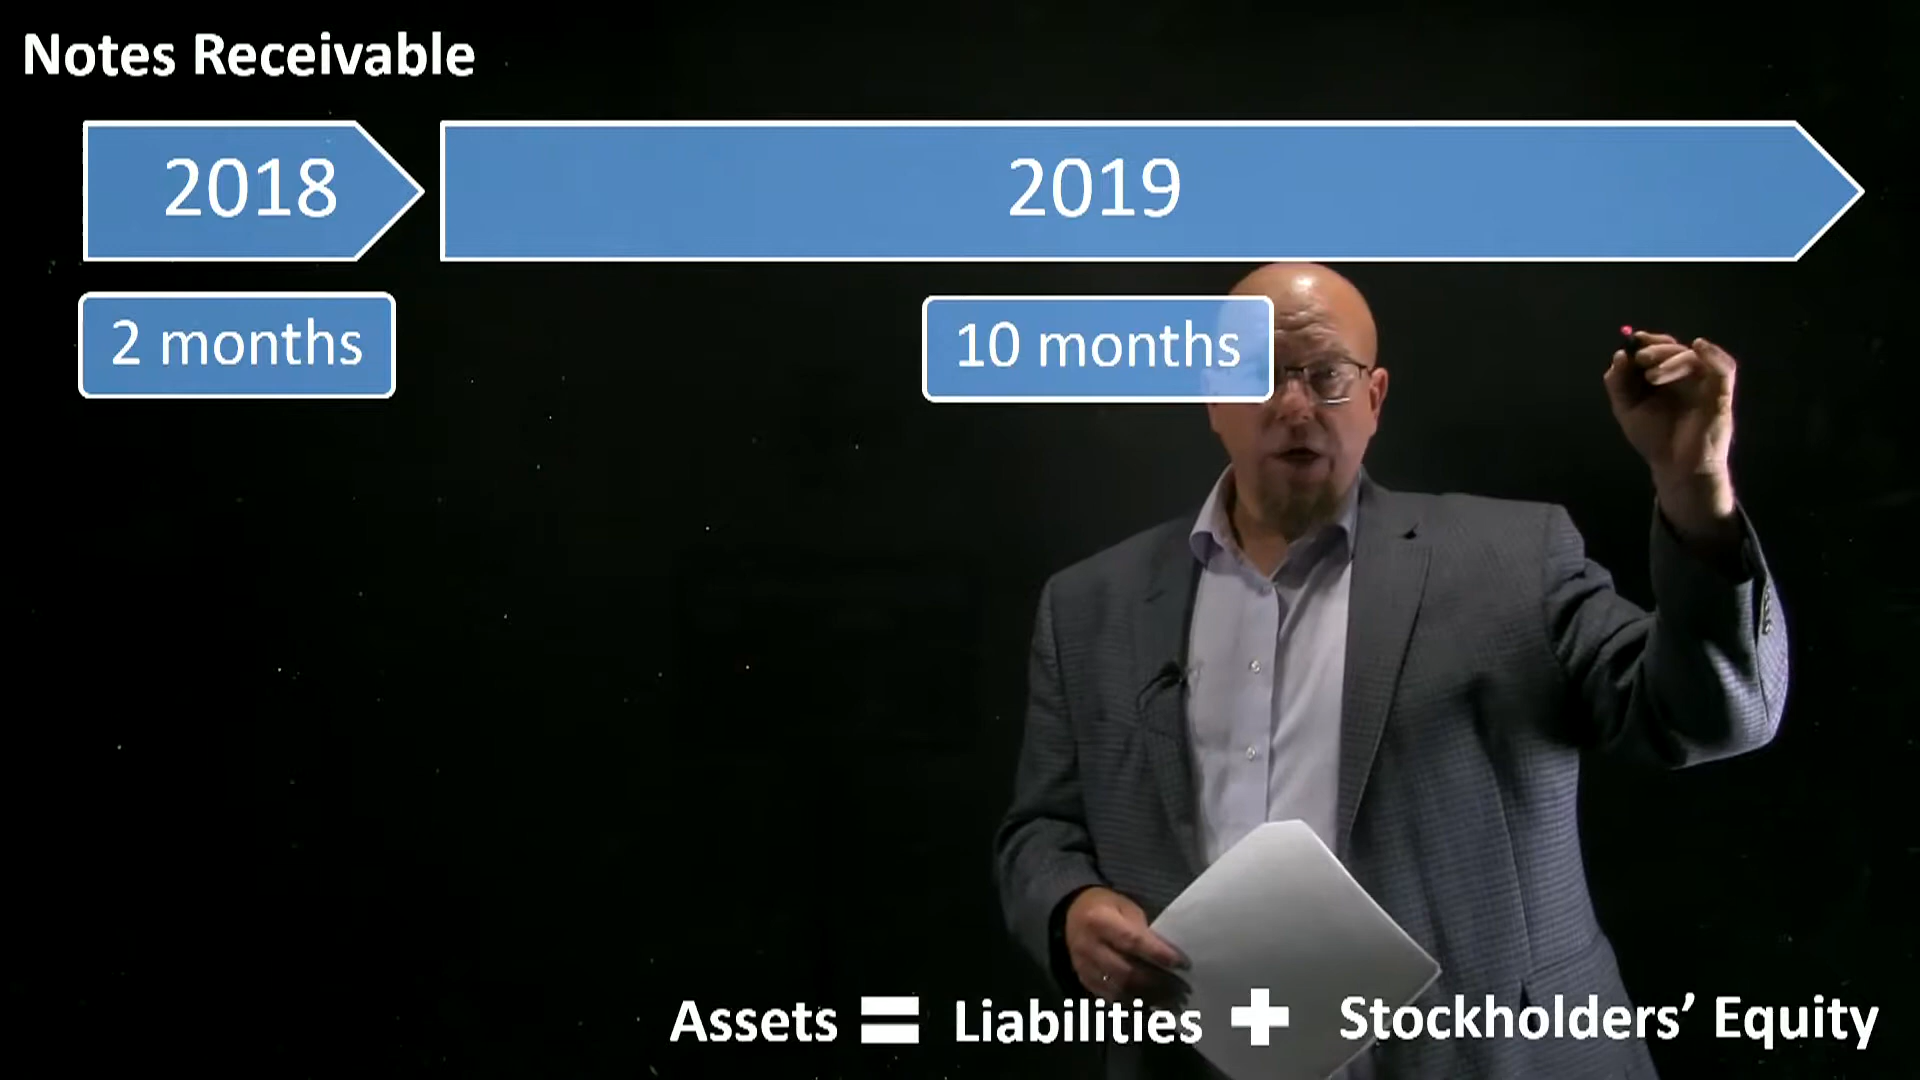 Notes Receivable
2018
2019
2 months
10 months
Assets = Liabilities + Stockholders’ Equity